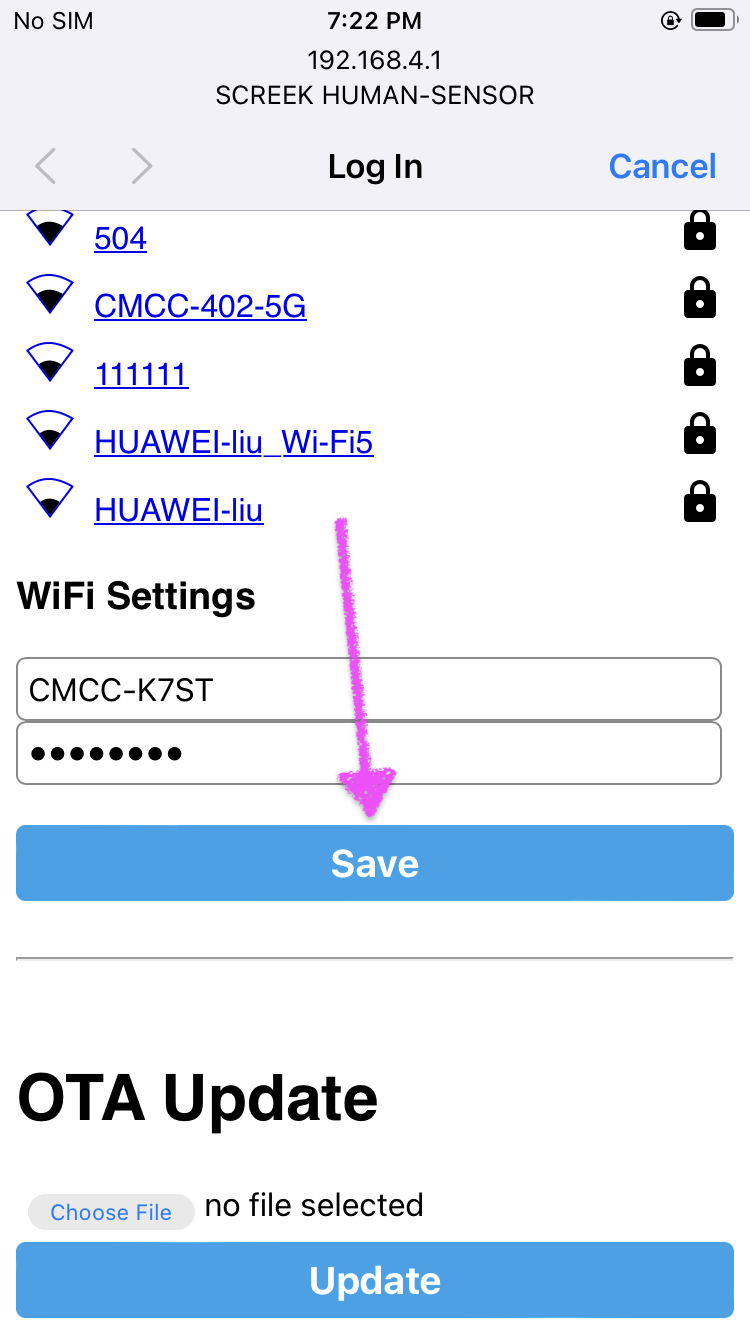 No SIM 7:22 PM
192.168.4.1
SCREEK HUMAN-SENSOR
Log In Cancel
504
CMCC-402-5G
111111
HUAWEI-liu_Wi-Fi5
HUAWEI-liu
WiFi Settings
CMCC-K7ST
••••••••
Save
OTA Update
Choose File no file selected
Update